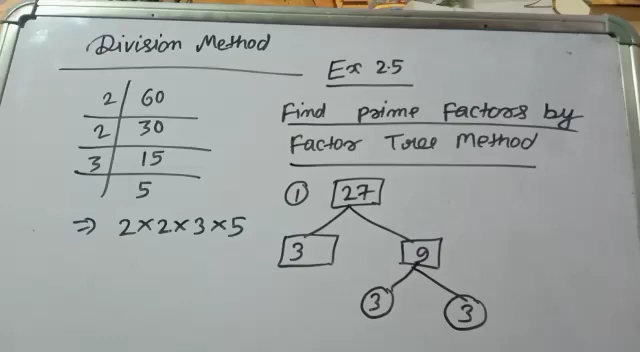 Division Method
2 60
2 30
3 15
5
⇒ 2×2×3×5
Ex 2.5
Find prime factors by
Factor Tree Method
① 27
3 9
3 3